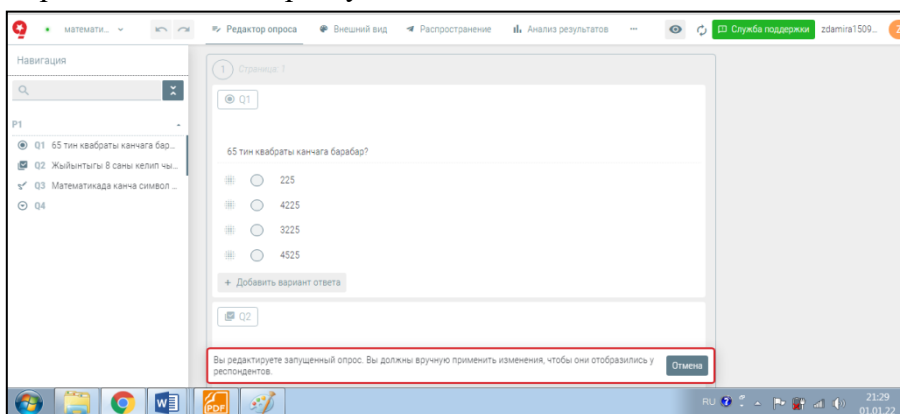 математи...
Редактор опроса
Внешний вид
Распространение
Анализ результатов
...
Служба поддержки
zdamira1509...
Навигация
1 Страница: 1
Q1
P1
Q1 65 тин квабраты канчага бар...
Q2 Жыйынтыгы 8 саны келип чы...
Q3 Математикада канча символ ...
Q4
65 тин квабраты канчага барабар?
225
4225
3225
4525
+ Добавить вариант ответа
Q2
Вы редактируете запущенный опрос. Вы должны вручную применить изменения, чтобы они отобразились у
респондентов.
Отмена
PDF
RU
21:29
01.01.22